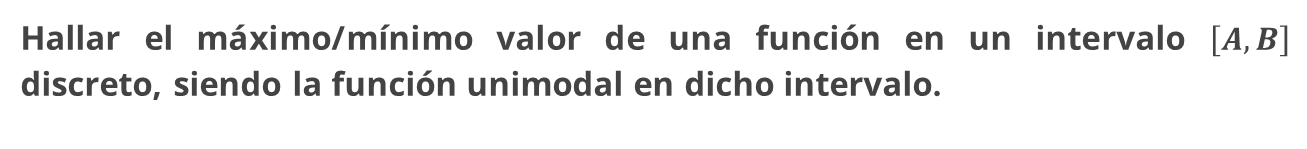 Hallar el máximo/mínimo valor de una función en un intervalo [A, B]
discreto, siendo la función unimodal en dicho intervalo.